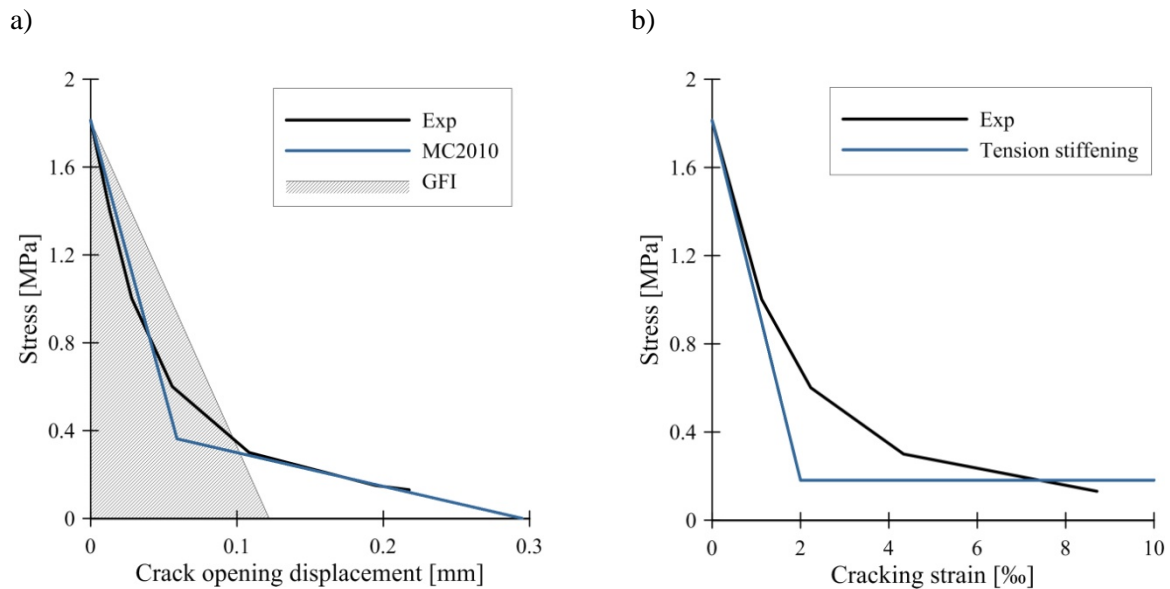 a)
2
1.6
1.2
0.8
0.4
0
Stress [MPa]
Exp
MC2010
GFI
0
0.1
0.2
0.3
Crack opening displacement [mm]
b)
2
1.6
1.2
0.8
0.4
0
Stress [MPa]
Exp
Tension stiffening
0
2
4
6
8
10
Cracking strain [‰]